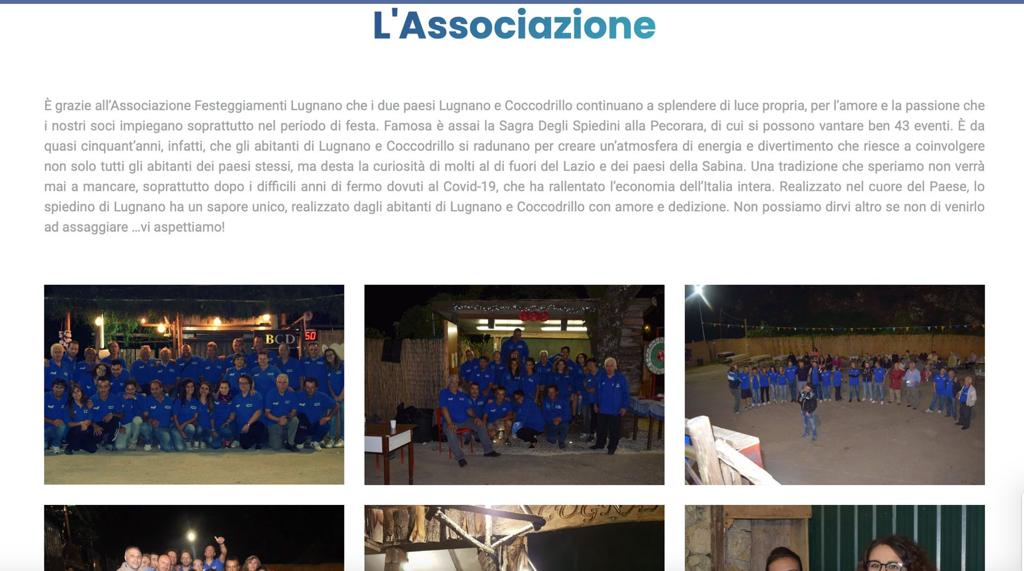 L'Associazione
È grazie all'Associazione Festeggiamenti Lugnano che i due paesi Lugnano e Coccodrillo continuano a splendere di luce propria, per l'amore e la passione che
i nostri soci impiegano soprattutto nel periodo di festa. Famosa è assai la Sagra Degli Spiedini alla Pecorara, di cui si possono vantare ben 43 eventi. È da
quasi cinquant'anni, infatti, che gli abitanti di Lugnano e Coccodrillo si radunano per creare un'atmosfera di energia e divertimento che riesce a coinvolgere
non solo tutti gli abitanti dei paesi stessi, ma desta la curiosità di molti al di fuori del Lazio e dei paesi della Sabina. Una tradizione che speriamo non verrà
mai a mancare, soprattutto dopo i difficili anni di fermo dovuti al Covid-19, che ha rallentato l'economia dell'Italia intera. Realizzato nel cuore del Paese, lo
spiedino di Lugnano ha un sapore unico, realizzato dagli abitanti di Lugnano e Coccodrillo con amore e dedizione. Non possiamo dirvi altro se non di venirlo
ad assaggiare ...vi aspettiamo!
BCD 50